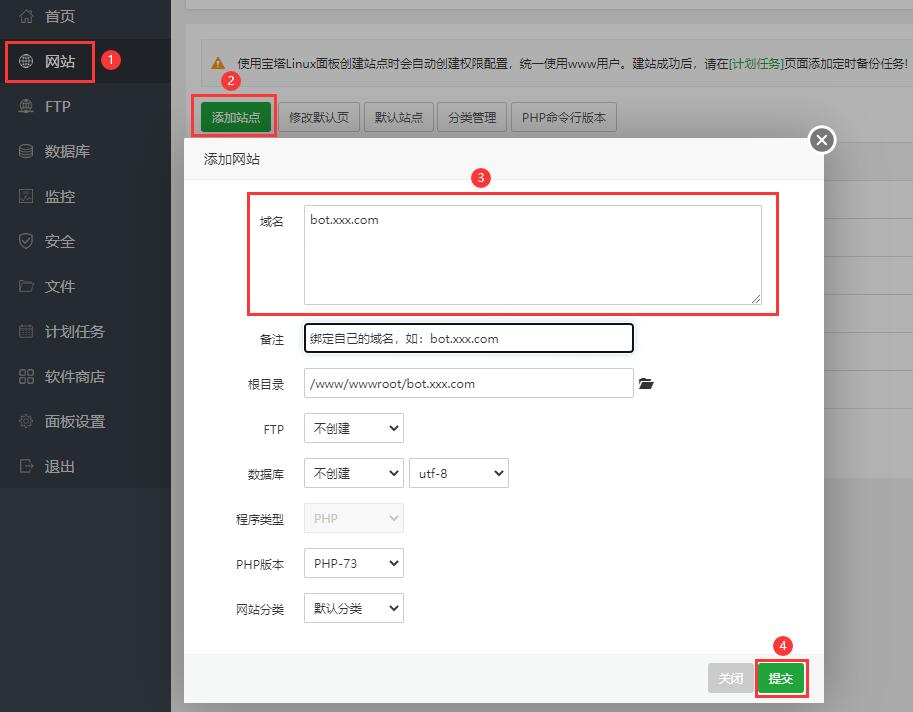 首页
网站
1
FTP
数据库
监控
安全
文件
计划任务
软件商店
面板设置
退出
使用宝塔Linux面板创建站点时会自动创建权限配置，统一使用www用户。建站成功后，请在[计划任务]页面添加定时备份任务!
2
添加站点
修改默认页
默认站点
分类管理
PHP命令行版本
添加网站
3
域名
bot.xxx.com
备注
绑定自己的域名，如：bot.xxx.com
根目录
/www/wwwroot/bot.xxx.com
FTP
不创建
数据库
不创建
utf-8
程序类型
PHP
PHP版本
PHP-73
网站分类
默认分类
4
关闭
提交